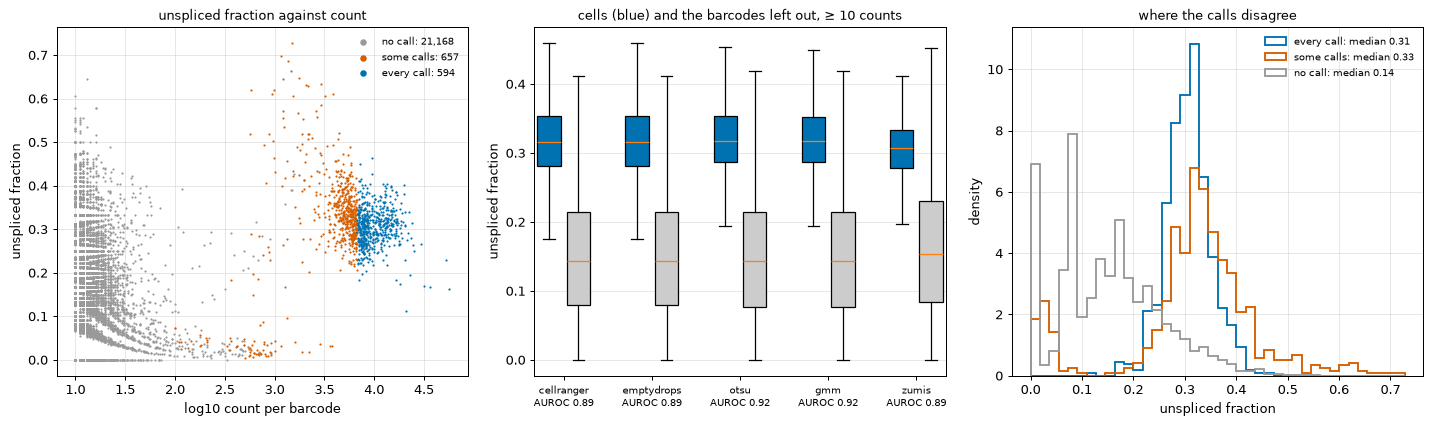 unspliced fraction against count
no call: 21,168
some calls: 657
every call: 594
unspliced fraction
0.7
0.6
0.5
0.4
0.3
0.2
0.1
0.0
1.0 1.5 2.0 2.5 3.0 3.5 4.0 4.5
log10 count per barcode
cells (blue) and the barcodes left out, ≥ 10 counts
unspliced fraction
0.4
0.3
0.2
0.1
0.0
cellranger emptydrops otsu gmm zumis
AUROC 0.89 AUROC 0.89 AUROC 0.92 AUROC 0.92 AUROC 0.89
where the calls disagree
every call: median 0.31
some calls: median 0.33
no call: median 0.14
density
10
8
6
4
2
0
0.0 0.1 0.2 0.3 0.4 0.5 0.6 0.7
unspliced fraction